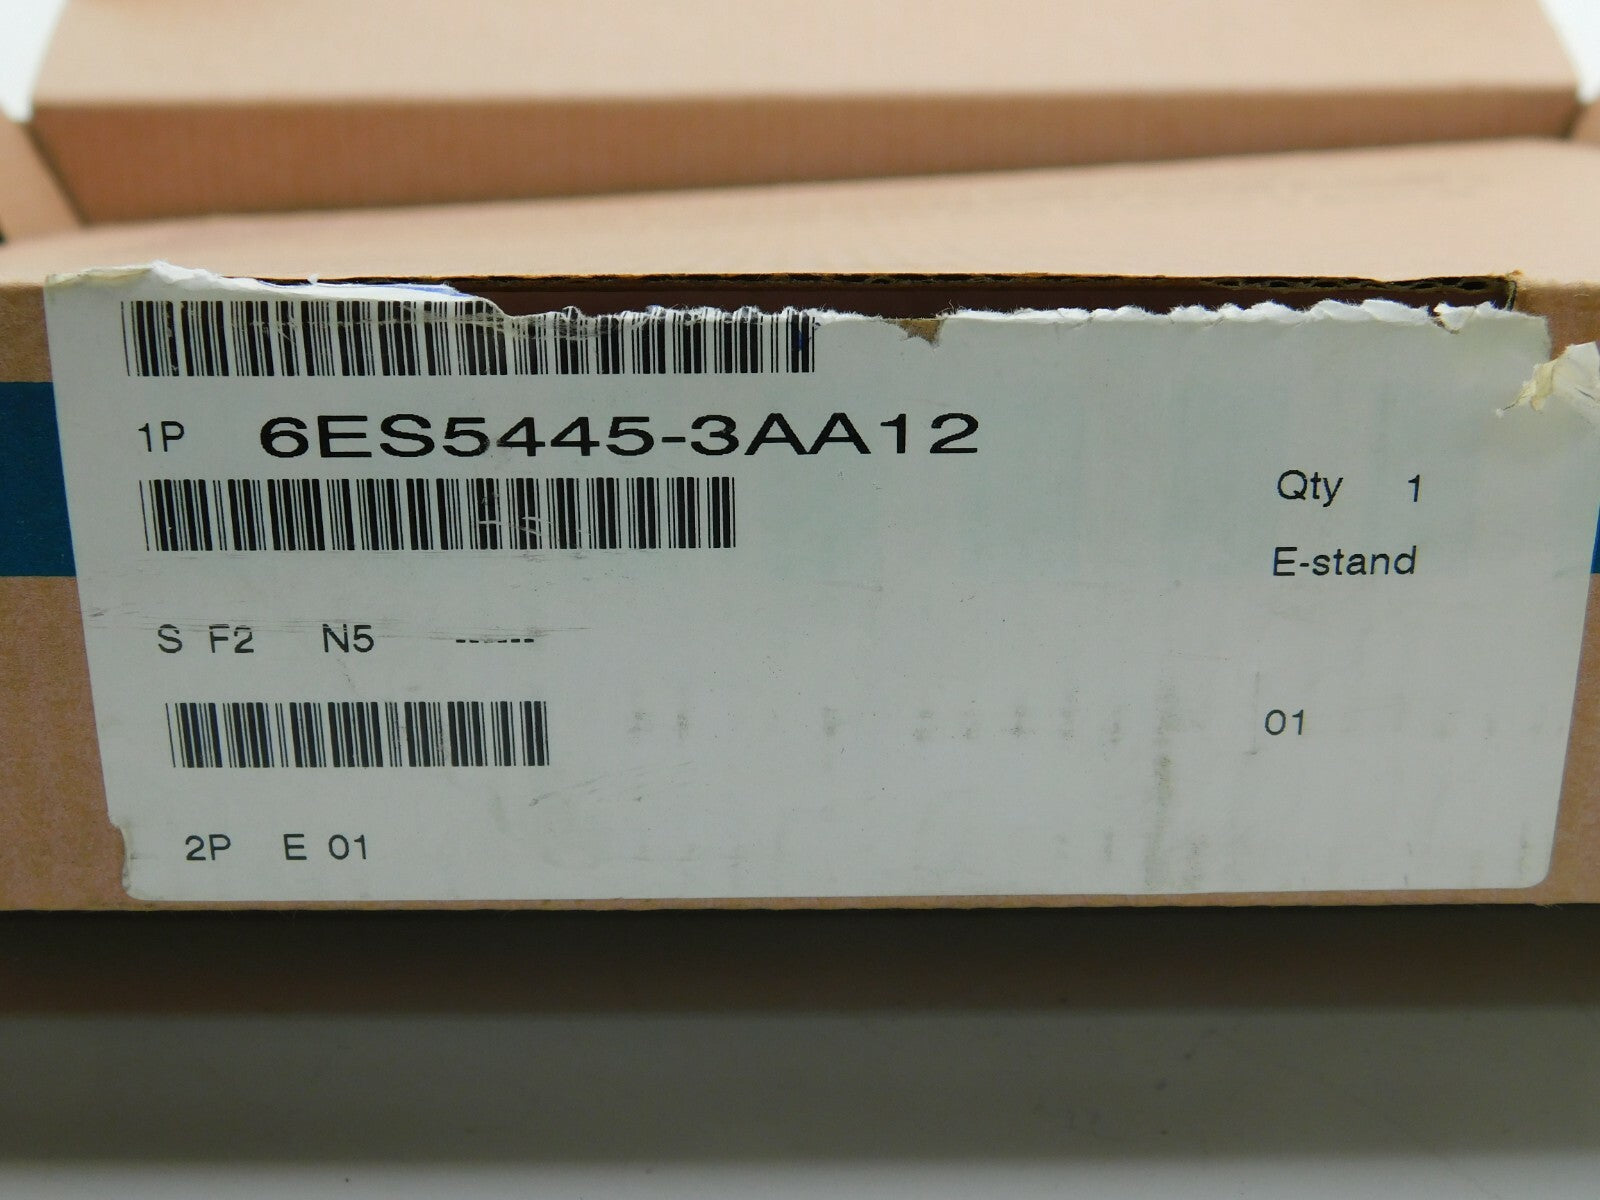 1P 6ES5445-3AA12
Qty 1
E-stand
S F2 N5 ------
01
2P E 01